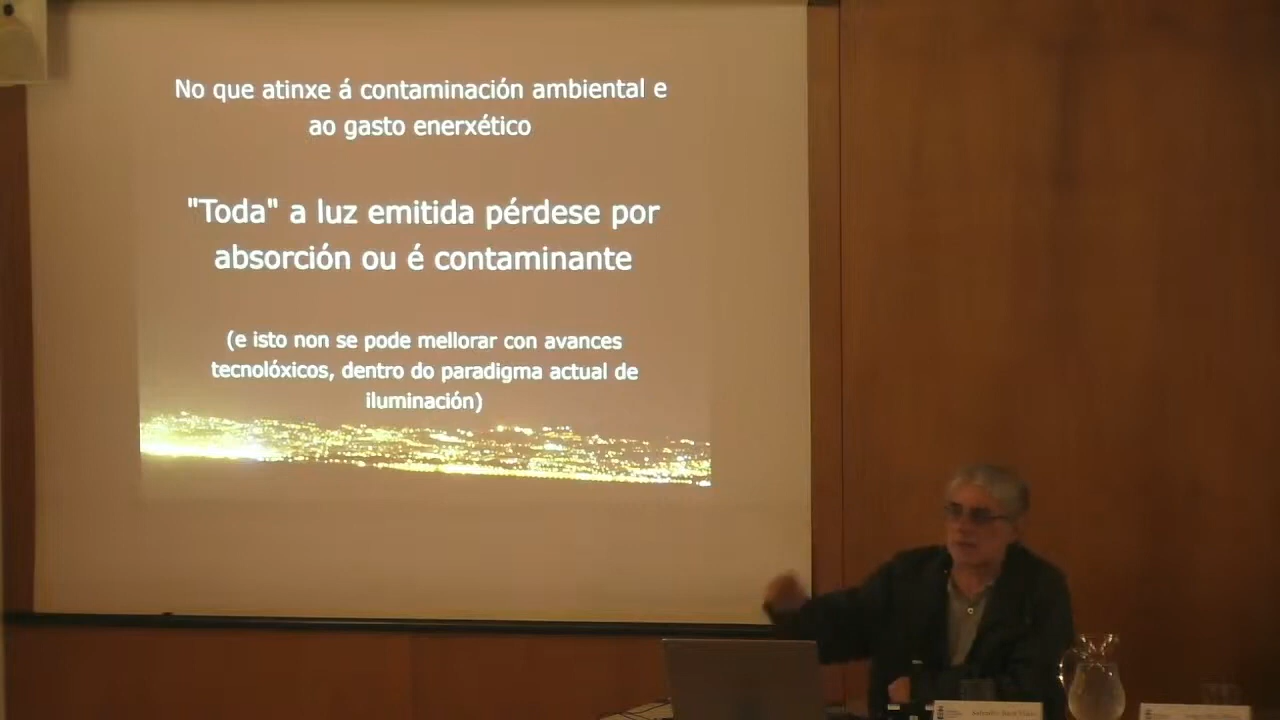 No que atinxe á contaminación ambiental e
ao gasto enerxético
"Toda" a luz emitida pérdese por
absorción ou é contaminante
(e isto non se pode mellorar con avances
tecnolóxicos, dentro do paradigma actual de
iluminación)